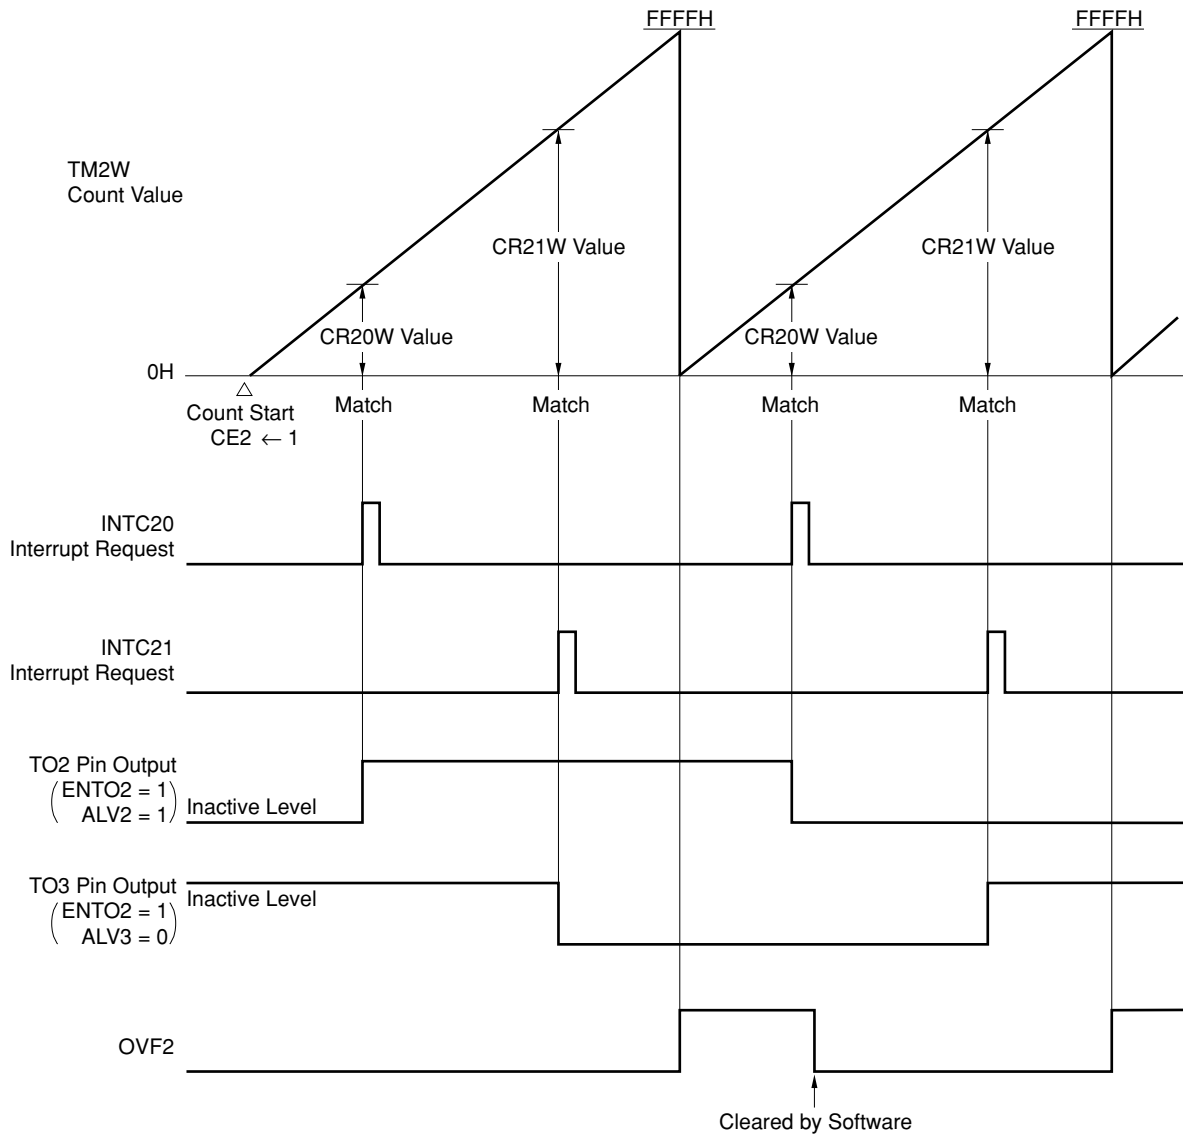 FFFFH
FFFFH
TM2W
Count Value
CR21W Value
CR21W Value
CR20W Value
CR20W Value
0H
Count Start
CE2 ← 1
Match
Match
Match
Match
INTC20
Interrupt Request
INTC21
Interrupt Request
TO2 Pin Output
(ENTO2 = 1
ALV2 = 1)
Inactive Level
TO3 Pin Output
(ENTO2 = 1
ALV3 = 0)
Inactive Level
OVF2
Cleared by Software